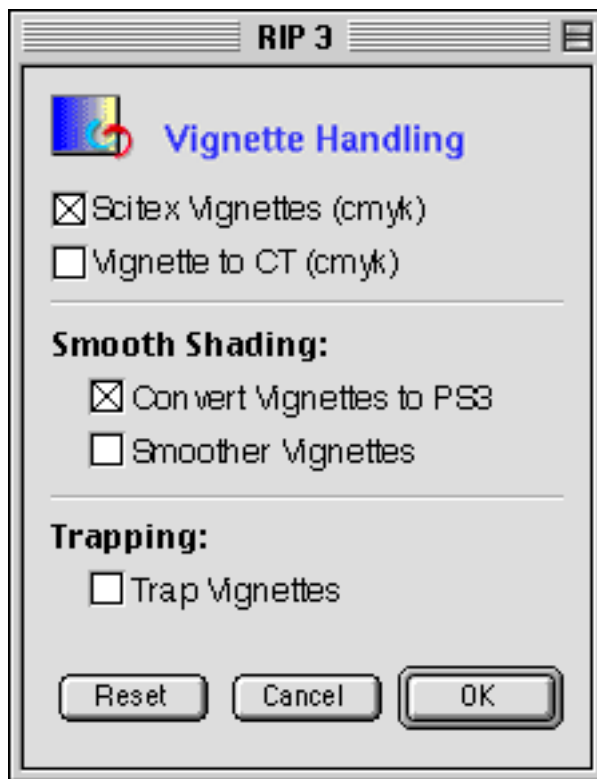 RIP 3
Vignette Handling
Scitex Vignettes (cmyk)
Vignette to CT (cmyk)
Smooth Shading:
Convert Vignettes to PS3
Smoother Vignettes
Trapping:
Trap Vignettes
Reset Cancel OK